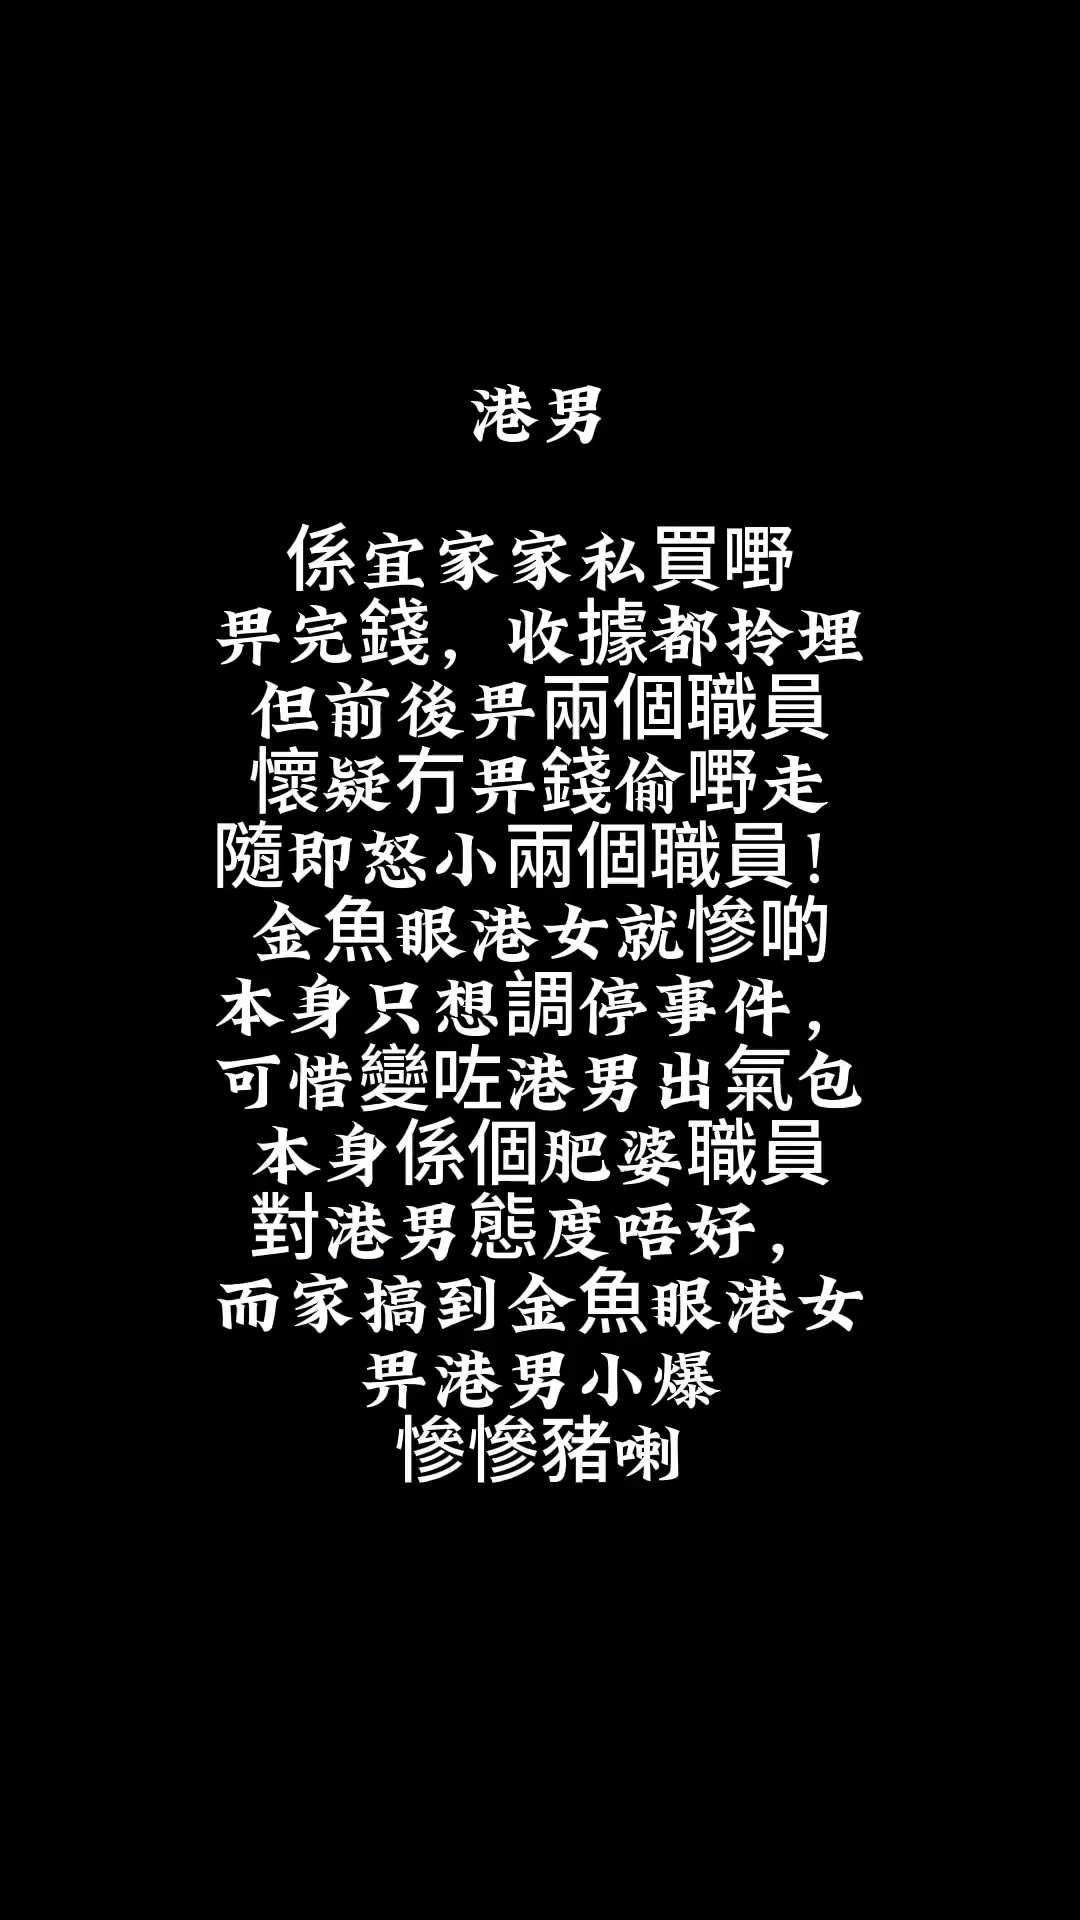 港男
係宜家家私買嘢
畀完錢，收據都拎埋
但前後畀兩個職員
懷疑冇畀錢偷嘢走
隨即怒小兩個職員！
金魚眼港女就慘啲
本身只想調停事件，
可惜變咗港男出氣包
本身係個肥婆職員
對港男態度唔好，
而家搞到金魚眼港女
畀港男小爆
慘慘豬喇